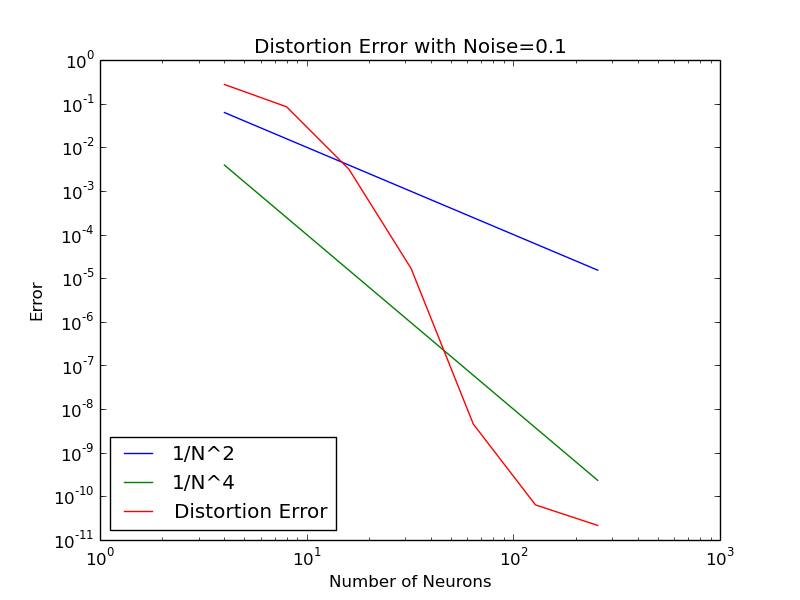 Distortion Error with Noise=0.1
10^0
10^-1
10^-2
10^-3
10^-4
10^-5
10^-6
10^-7
10^-8
10^-9
10^-10
10^-11
Error
1/N^2
1/N^4
Distortion Error
10^0 10^1 10^2 10^3
Number of Neurons